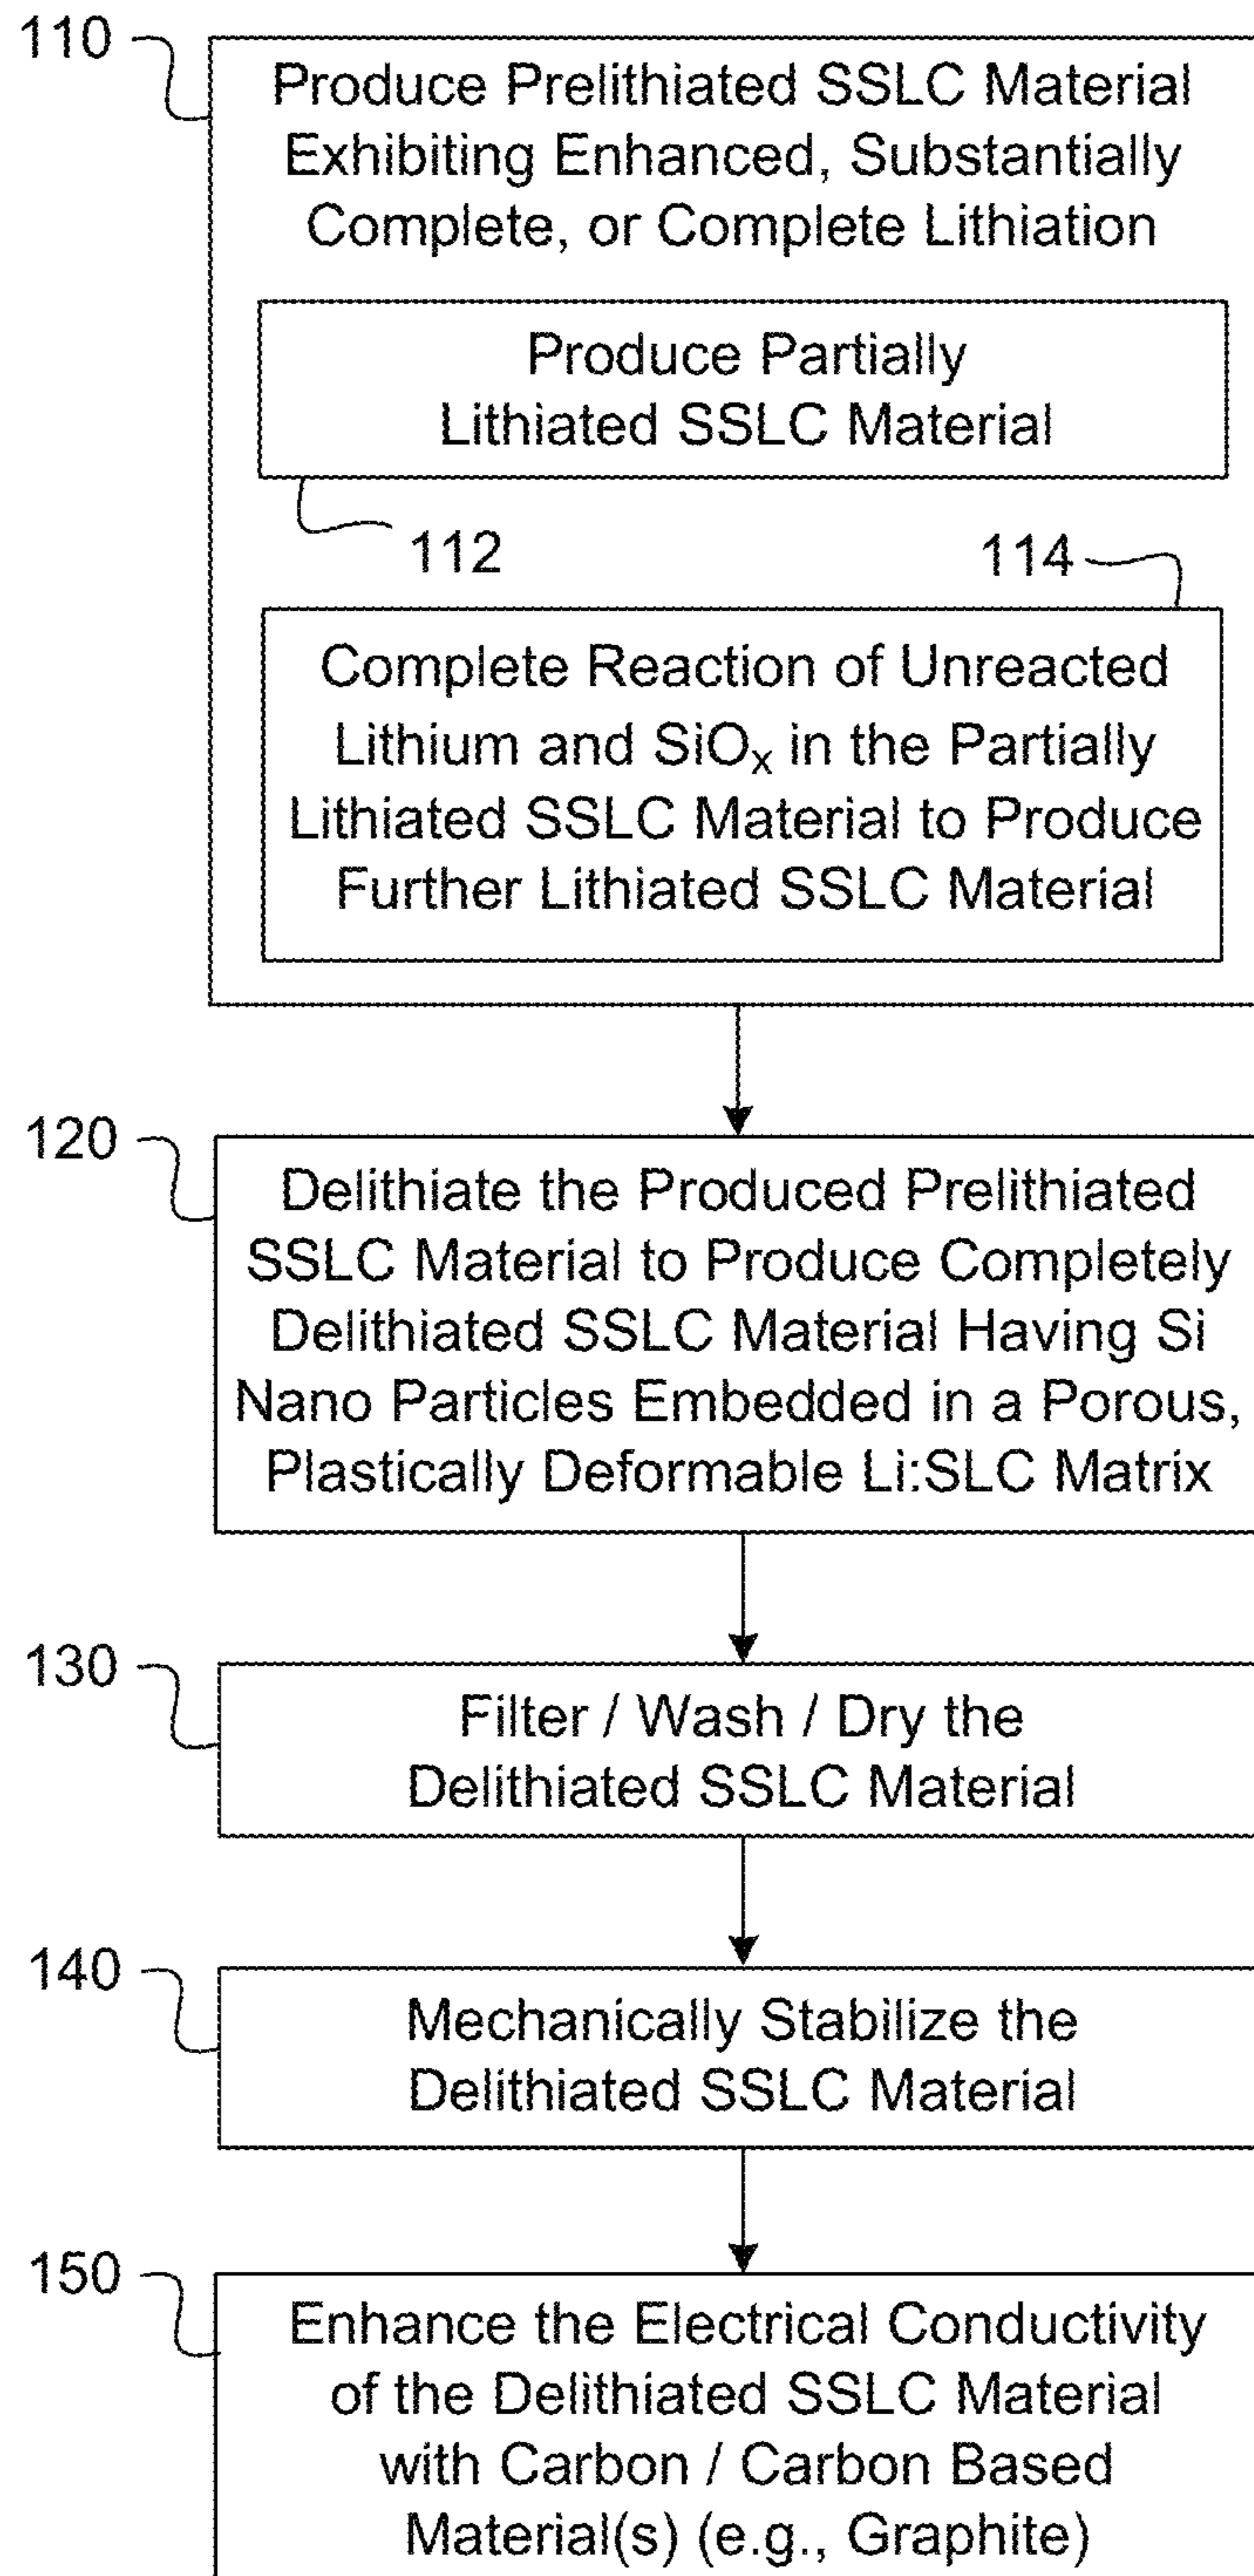 110
Produce Prelithiated SSLC Material
Exhibiting Enhanced, Substantially
Complete, or Complete Lithiation
Produce Partially
Lithiated SSLC Material
112
114
Complete Reaction of Unreacted
Lithium and SiOₓ in the Partially
Lithiated SSLC Material to Produce
Further Lithiated SSLC Material
120
Delithiate the Produced Prelithiated
SSLC Material to Produce Completely
Delithiated SSLC Material Having Si
Nano Particles Embedded in a Porous,
Plastically Deformable Li:SLC Matrix
130
Filter / Wash / Dry the
Delithiated SSLC Material
140
Mechanically Stabilize the
Delithiated SSLC Material
150
Enhance the Electrical Conductivity
of the Delithiated SSLC Material
with Carbon / Carbon Based
Material(s) (e.g., Graphite)